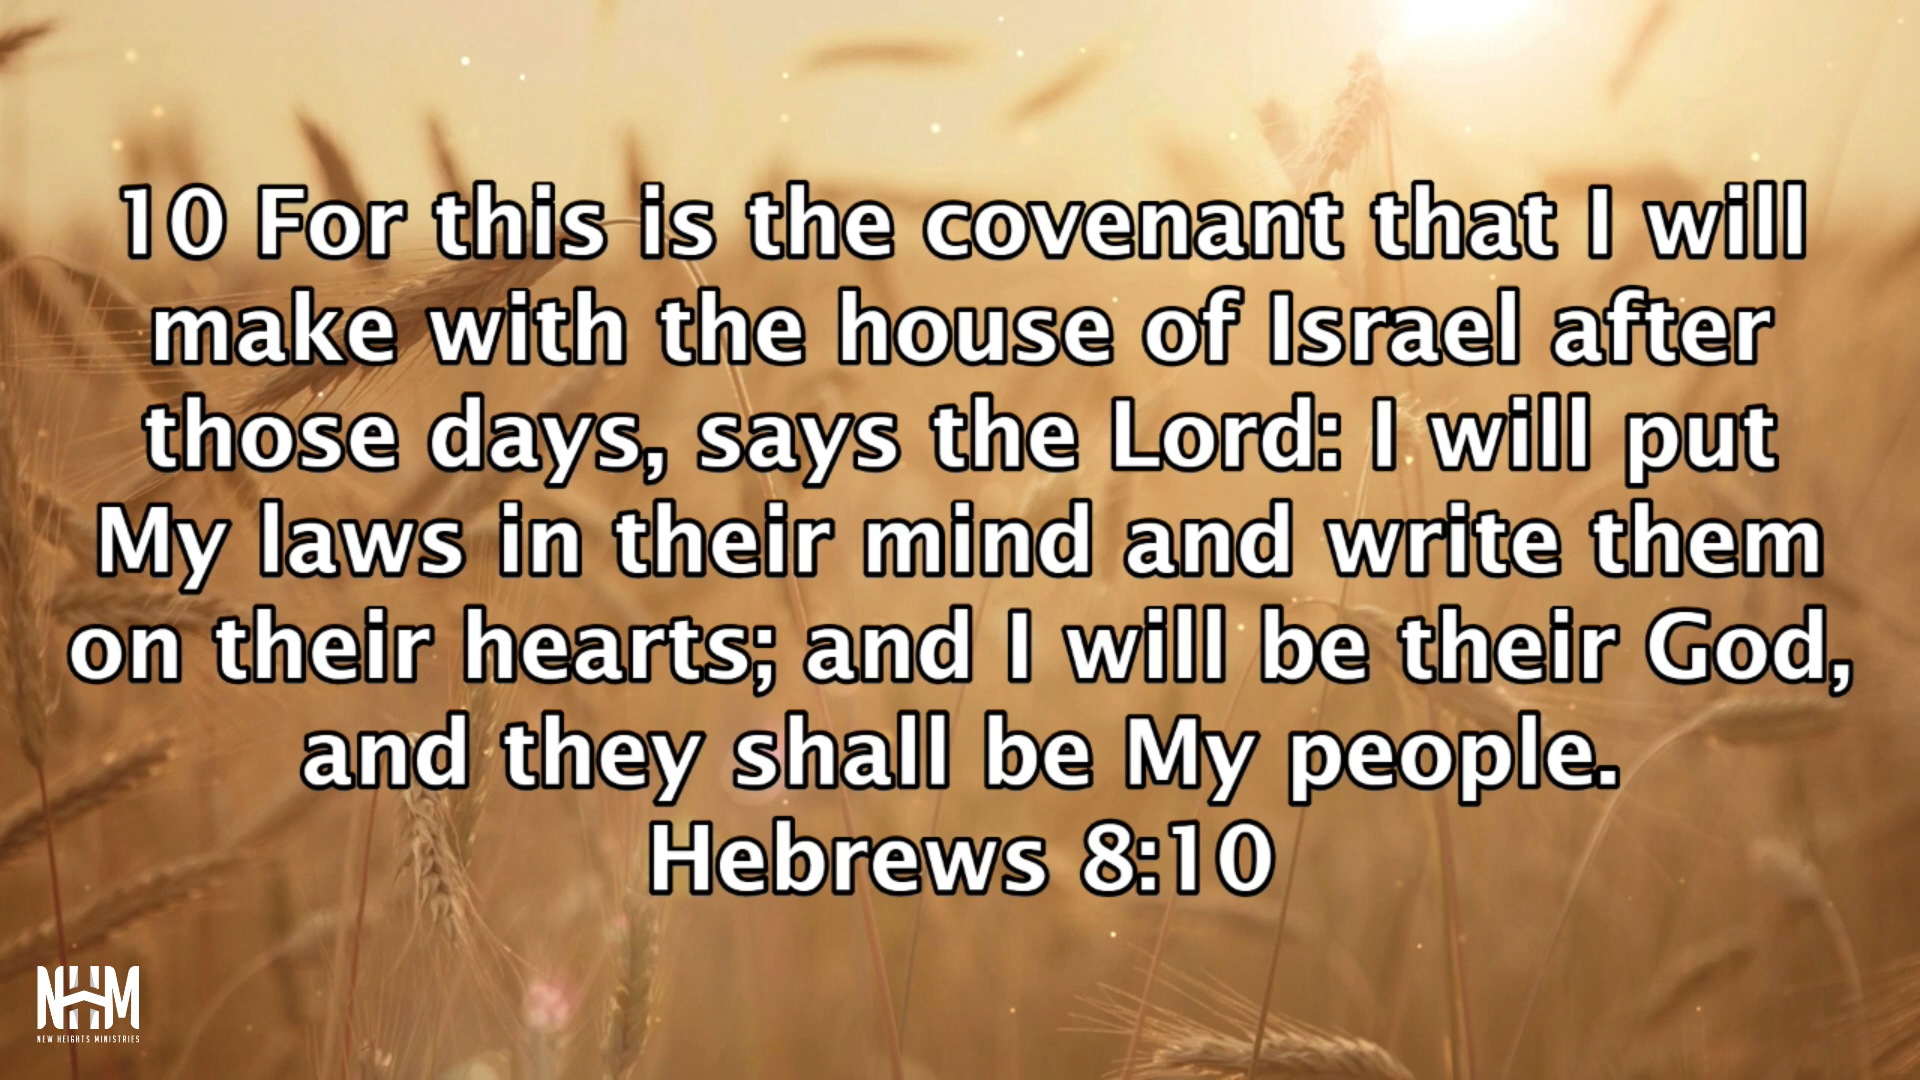 10 For this is the covenant that I will
make with the house of Israel after
those days, says the Lord: I will put
My laws in their mind and write them
on their hearts; and I will be their God,
and they shall be My people.
Hebrews 8:10
NHM
NEW HEIGHTS MINISTRIES